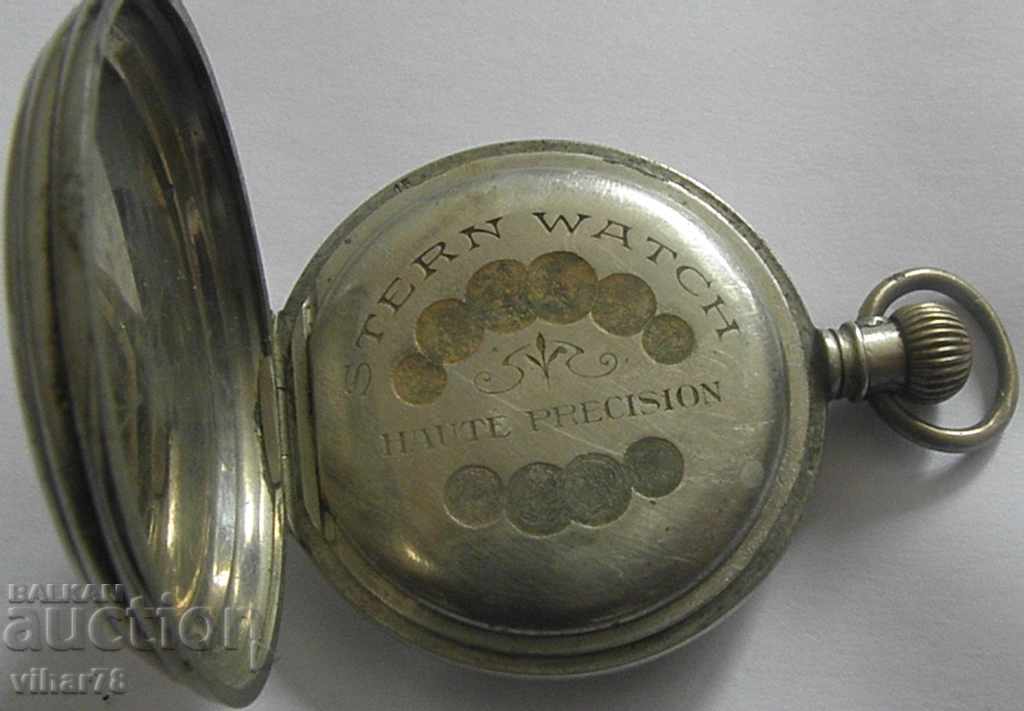 STERN WATCH
HAUTE PRECISION
BALKAN
auction
vihar78